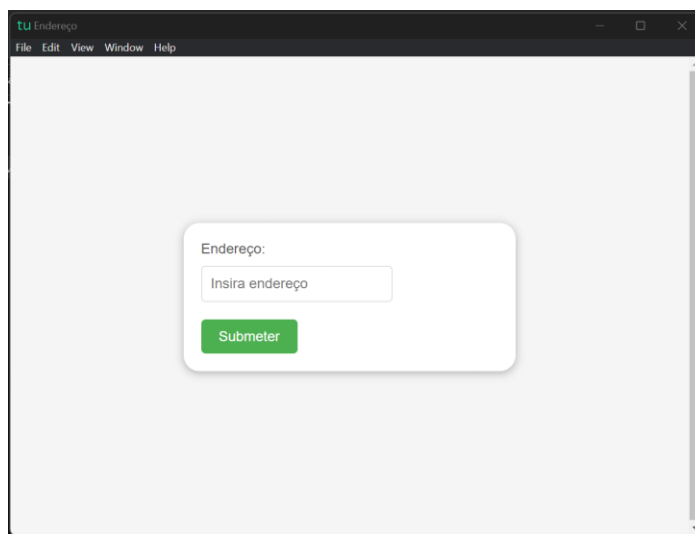 tu Endereço
File Edit View Window Help
Endereço:
Insira endereço
Submeter